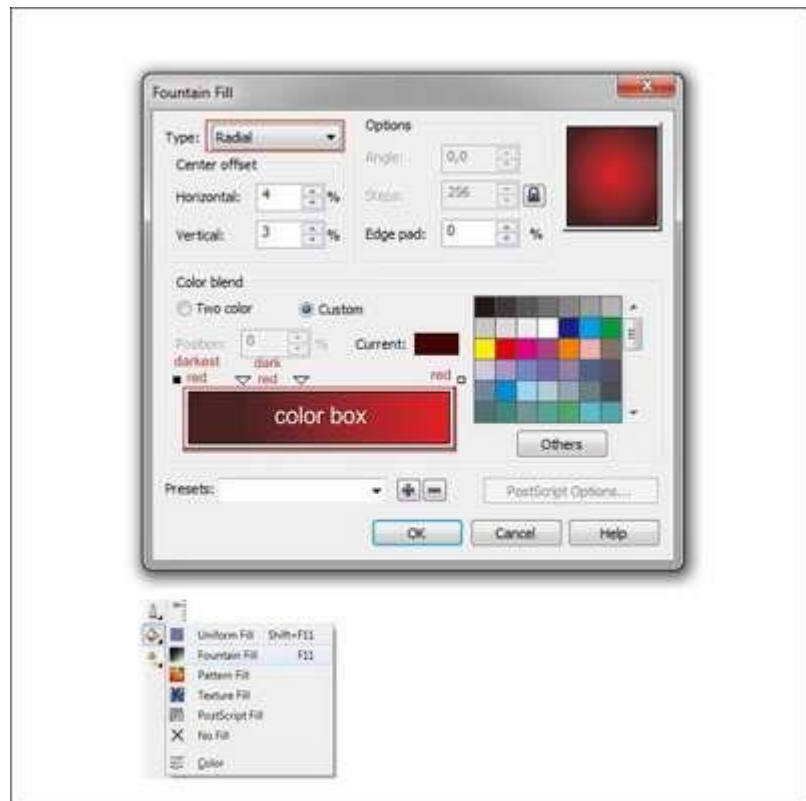 Fountain Fill
Type: Radial
Options
Center offset
Angle: 0,0
Horizontal: 4 %
Steps: 256
Vertical: 3 %
Edge pad: 0 %
Color blend
Two color Custom
Position: 0 % Current:
darkest dark
red red red
color box
Others
Presets:
PostScript Options...
OK Cancel Help
Uniform Fill Shift+F11
Fountain Fill F11
Pattern Fill
Texture Fill
PostScript Fill
No Fill
Color